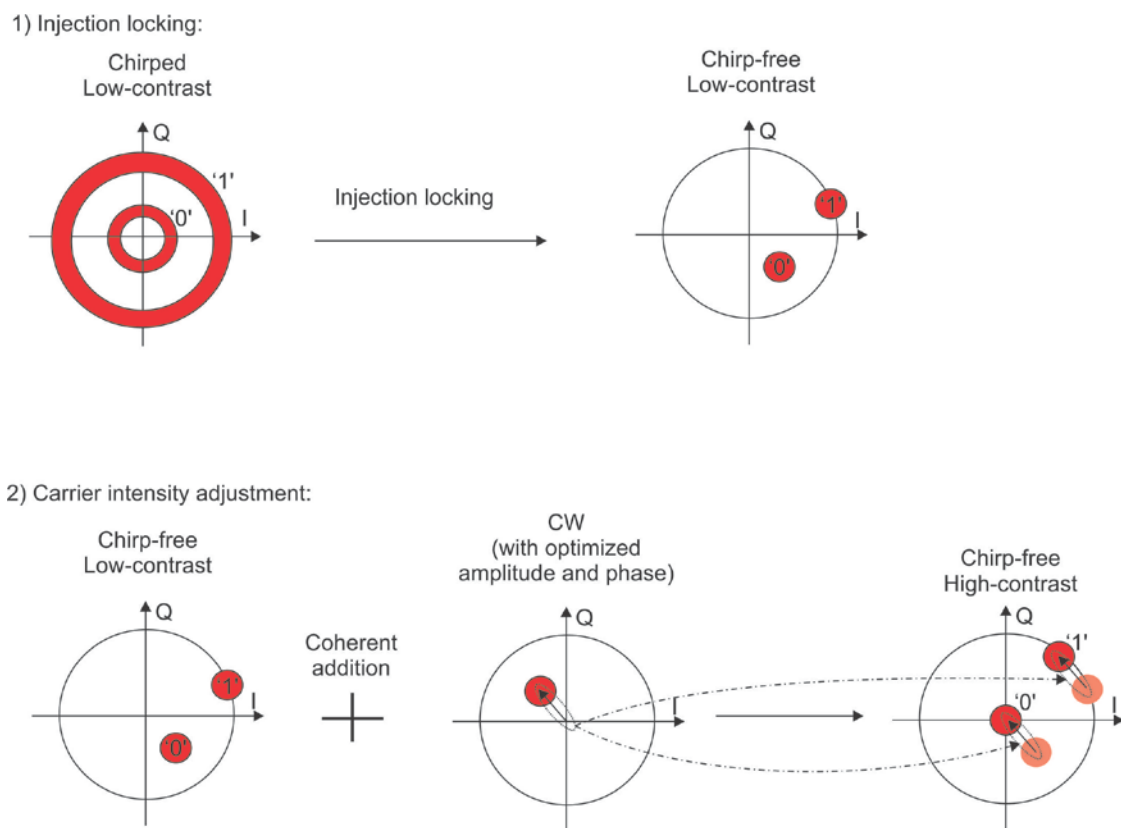 1) Injection locking:
Chirped
Low-contrast
Q
'1'
'0'
I
Injection locking
Chirp-free
Low-contrast
Q
'1'
I
'0'
2) Carrier intensity adjustment:
Chirp-free
Low-contrast
Q
'1'
I
'0'
Coherent
addition
CW
(with optimized
amplitude and phase)
Q
I
Chirp-free
High-contrast
Q
'1'
'0'
I